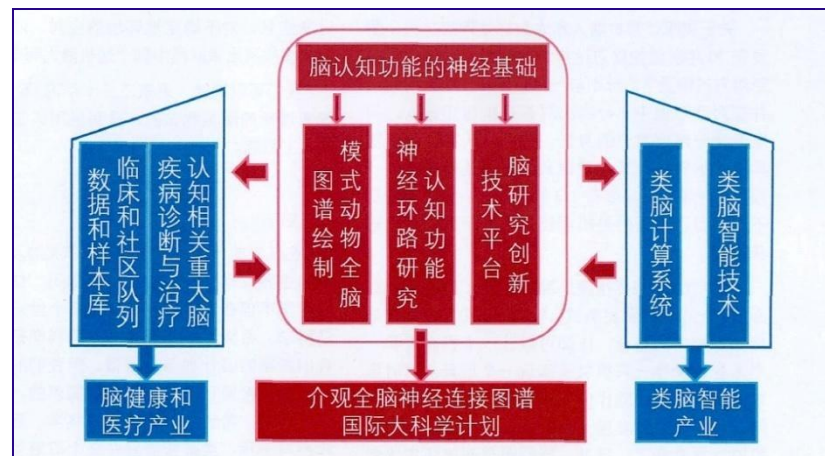 脑认知功能的神经基础
认知相关重大脑
疾病诊断与治疗
临床和社区队列
数据和样本库
模式动物全脑
图谱绘制
认知功能
神经环路研究
脑研究创新
技术平台
类脑计算系统
类脑智能技术
脑健康和
医疗产业
介观全脑神经连接图谱
国际大科学计划
类脑智能
产业